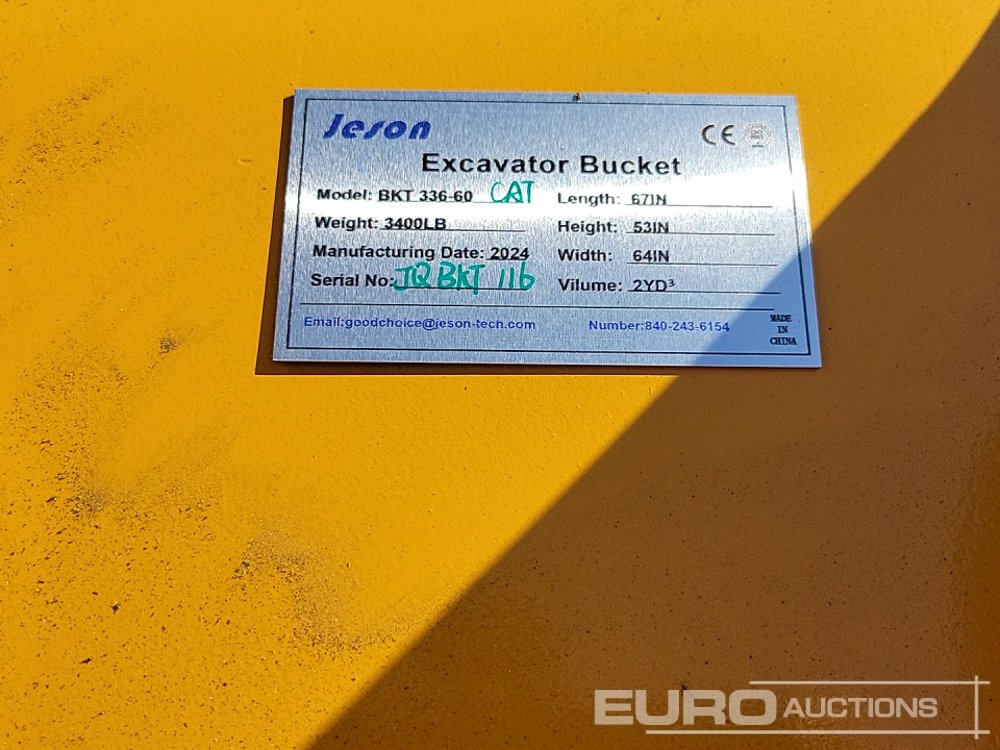 Jeson
CE
Excavator Bucket
Model: BKT 336-60 CAT
Length: 67IN
Weight: 3400LB
Height: 53IN
Manufacturing Date: 2024
Width: 64IN
Serial No: JQ BKT 116
Vilume: 2YD³
Email:goodchoice@jeson-tech.com
Number:840-243-6154
MADE
IN
CHINA
EURO AUCTIONS